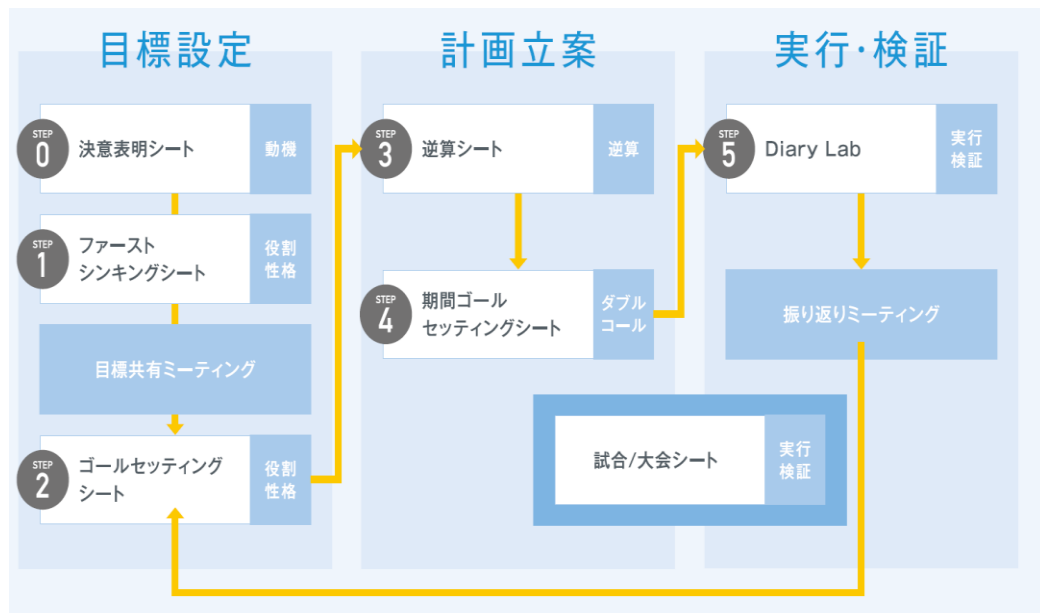 目標設定
STEP
0
決意表明シート
動機
STEP
1
ファースト
シンキングシート
役割
性格
目標共有ミーティング
STEP
2
ゴールセッティング
シート
役割
性格
計画立案
STEP
3
逆算シート
逆算
STEP
4
期間ゴール
セッティングシート
ダブル
コール
試合/大会シート
実行
検証
実行・検証
STEP
5
Diary Lab
実行
検証
振り返りミーティング